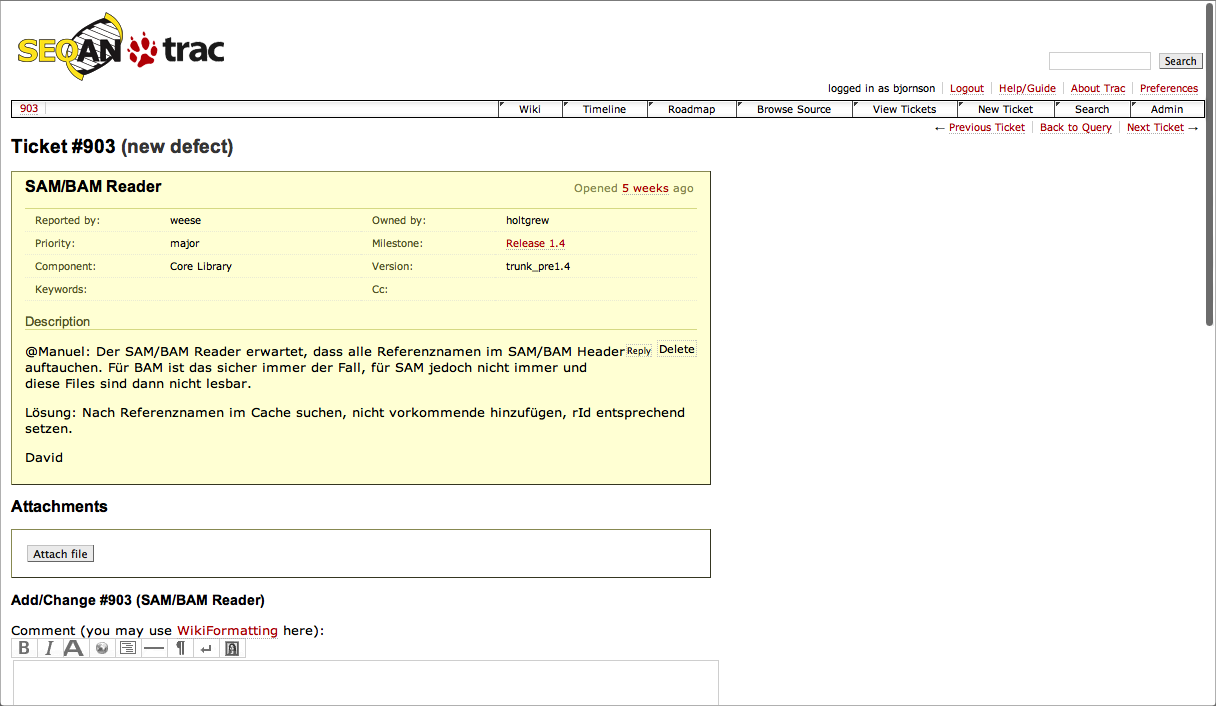 SEQAN trac
Search
logged in as bjornson Logout Help/Guide About Trac Preferences
903 Wiki Timeline Roadmap Browse Source View Tickets New Ticket Search Admin
← Previous Ticket Back to Query Next Ticket →
Ticket #903 (new defect)
SAM/BAM Reader Opened 5 weeks ago
Reported by: weese Owned by: holtgrew
Priority: major Milestone: Release 1.4
Component: Core Library Version: trunk_pre1.4
Keywords: Cc:
Description
@Manuel: Der SAM/BAM Reader erwartet, dass alle Referenznamen im SAM/BAM Header Reply Delete
auftauchen. Für BAM ist das sicher immer der Fall, für SAM jedoch nicht immer und
diese Files sind dann nicht lesbar.
Lösung: Nach Referenznamen im Cache suchen, nicht vorkommende hinzufügen, rId entsprechend
setzen.
David
Attachments
Attach file
Add/Change #903 (SAM/BAM Reader)
Comment (you may use WikiFormatting here):
B I A ¶ ↵